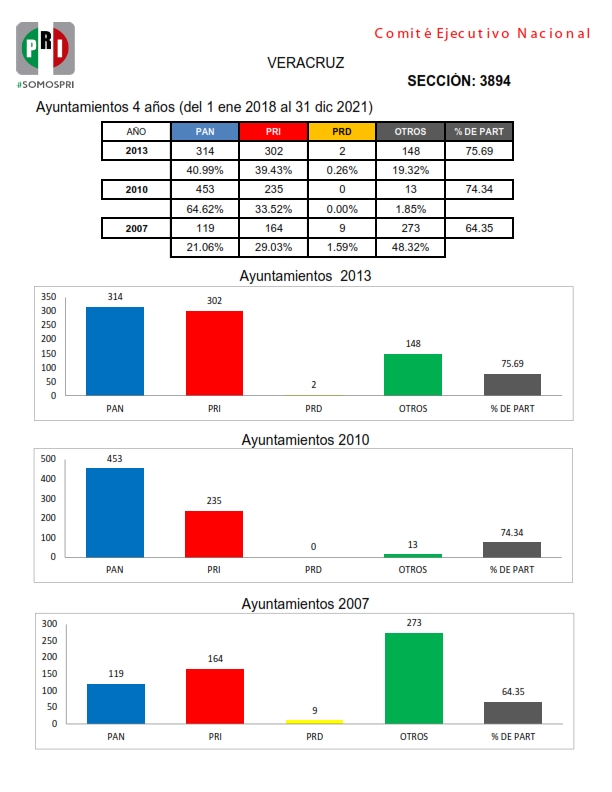 Comité Ejecutivo Nacional
PRI
#SOMOSPRI
VERACRUZ
SECCIÓN: 3894
Ayuntamientos 4 años (del 1 ene 2018 al 31 dic 2021)
AÑO PAN PRI PRD OTROS % DE PART
2013 314 302 2 148 75.69
40.99% 39.43% 0.26% 19.32%
2010 453 235 0 13 74.34
64.62% 33.52% 0.00% 1.85%
2007 119 164 9 273 64.35
21.06% 29.03% 1.59% 48.32%
Ayuntamientos 2013
350
300
250
200
150
100
50
0
314
302
2
148
75.69
PAN PRI PRD OTROS % DE PART
Ayuntamientos 2010
500
400
300
200
100
0
453
235
0
13
74.34
PAN PRI PRD OTROS % DE PART
Ayuntamientos 2007
300
250
200
150
100
50
0
119
164
9
273
64.35
PAN PRI PRD OTROS % DE PART